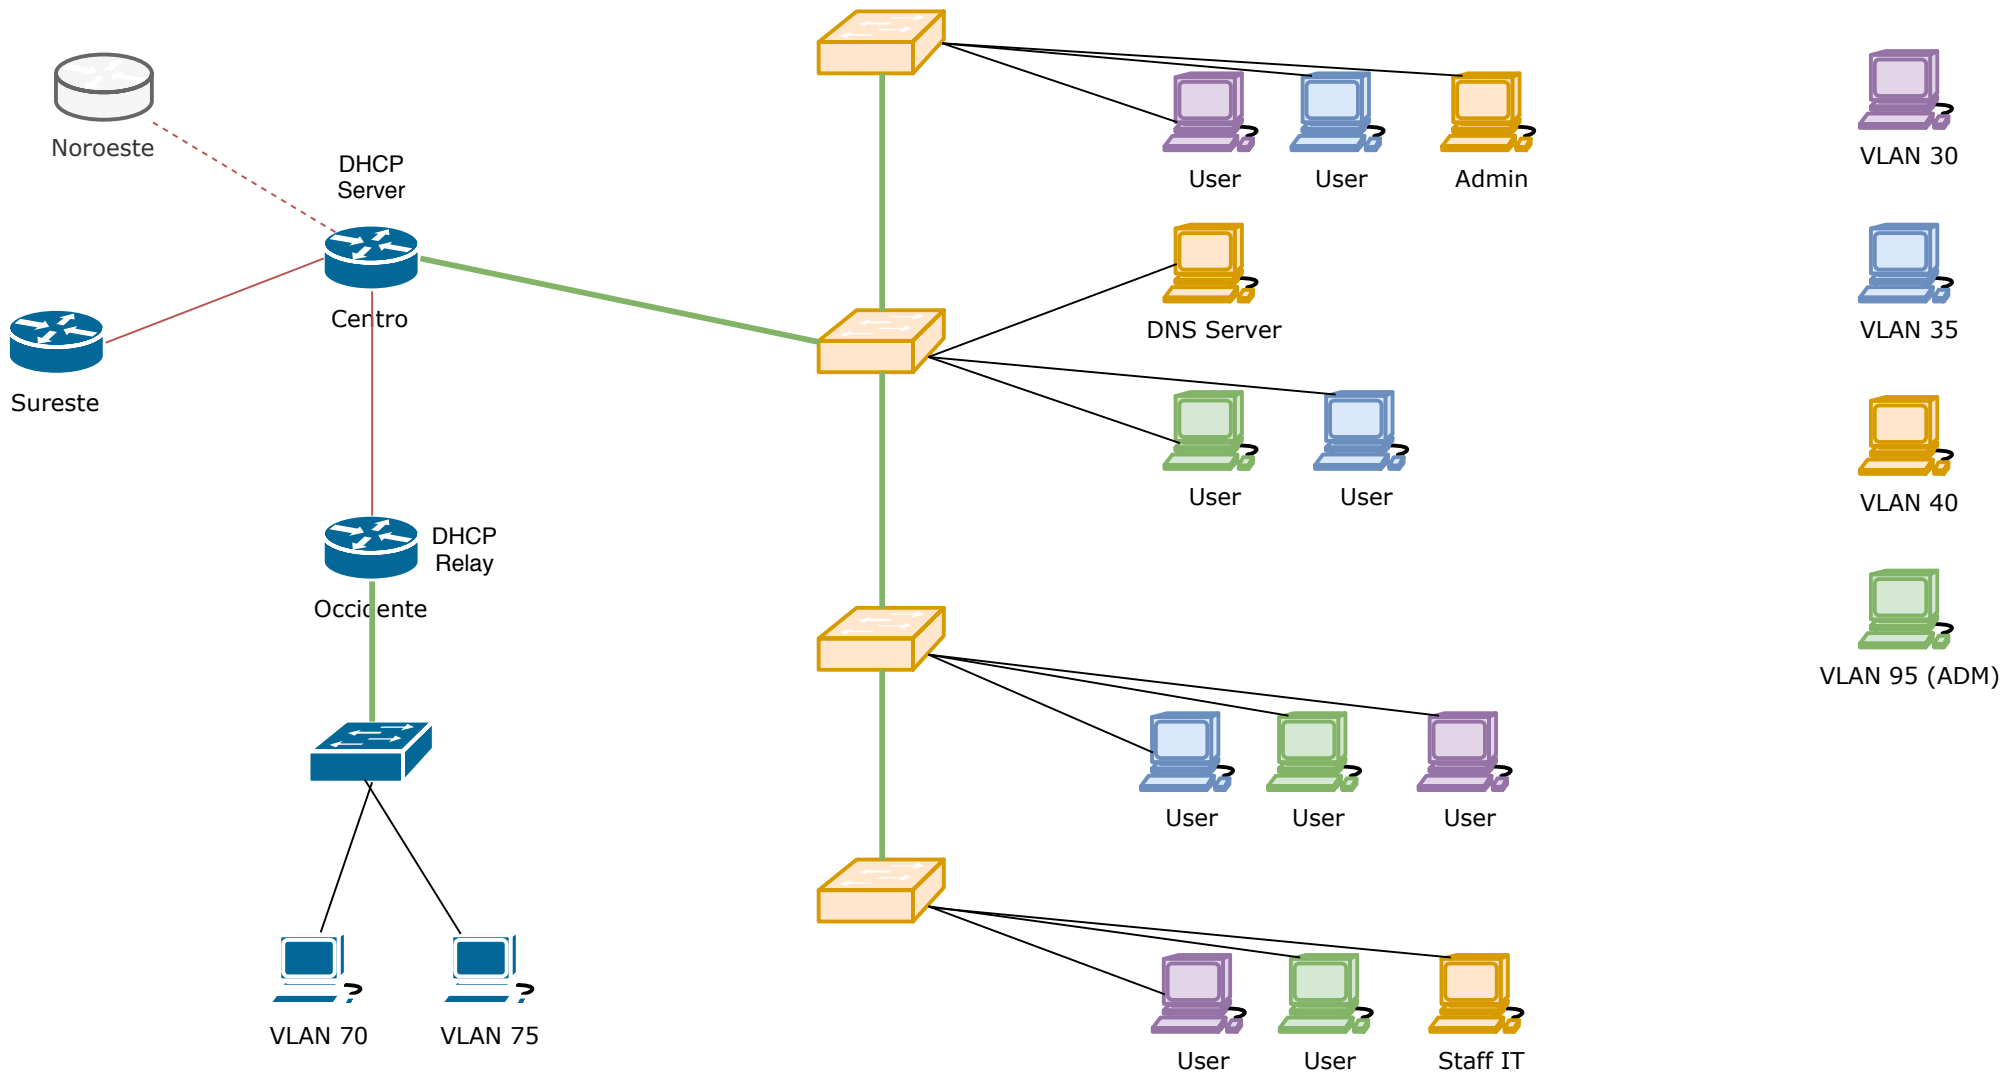 Noroeste
DHCP
Server
Centro
Sureste
DHCP
Relay
Occidente
VLAN 70
VLAN 75
User
User
Admin
DNS Server
User
User
User
User
User
User
User
Staff IT
VLAN 30
VLAN 35
VLAN 40
VLAN 95 (ADM)